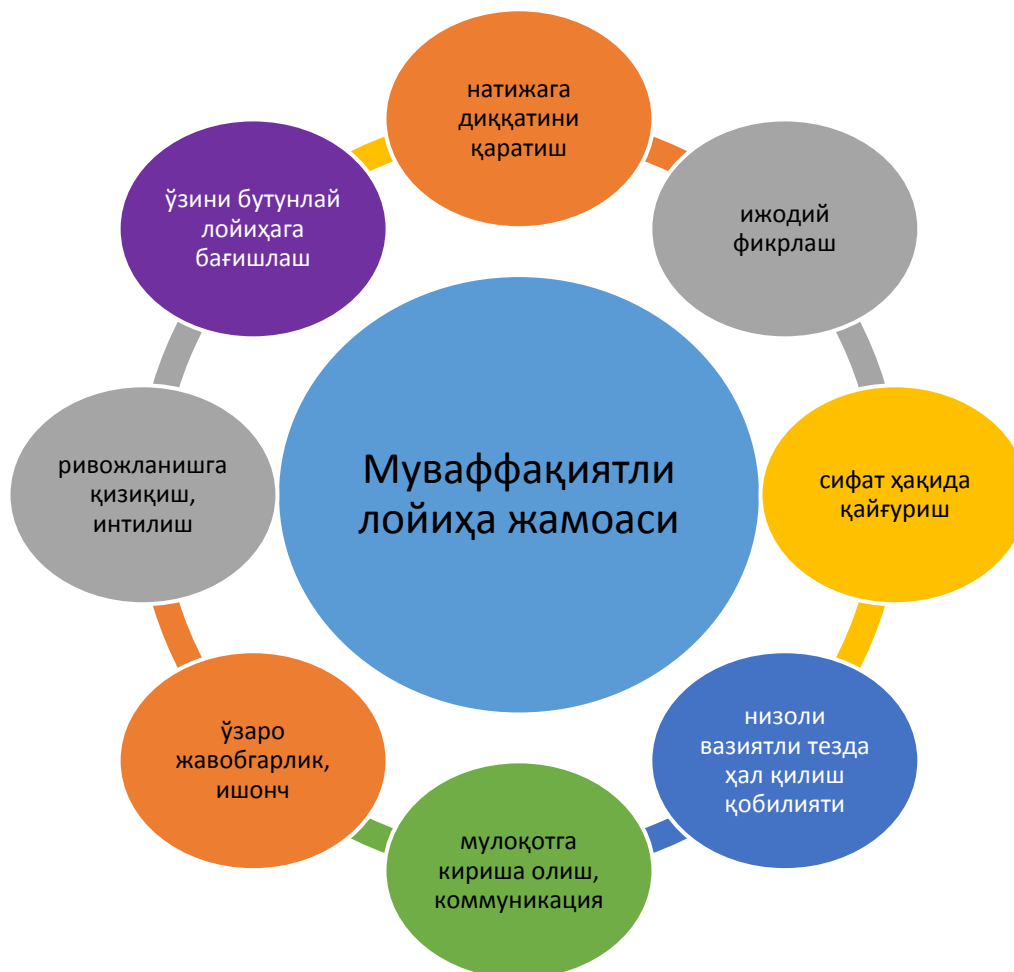 натижага
диққатини
қаратиш
ижодий
фикрлаш
сифат ҳақида
қайғуриш
низоли
вазиятли тезда
ҳал қилиш
қобилияти
мулоқотга
кириша олиш,
коммуникация
ўзаро
жавобгарлик,
ишонч
ривожланишга
қизиқиш,
интилиш
ўзини бутунлай
лойиҳага
бағишлаш
Муваффақиятли
лойиҳа жамоаси